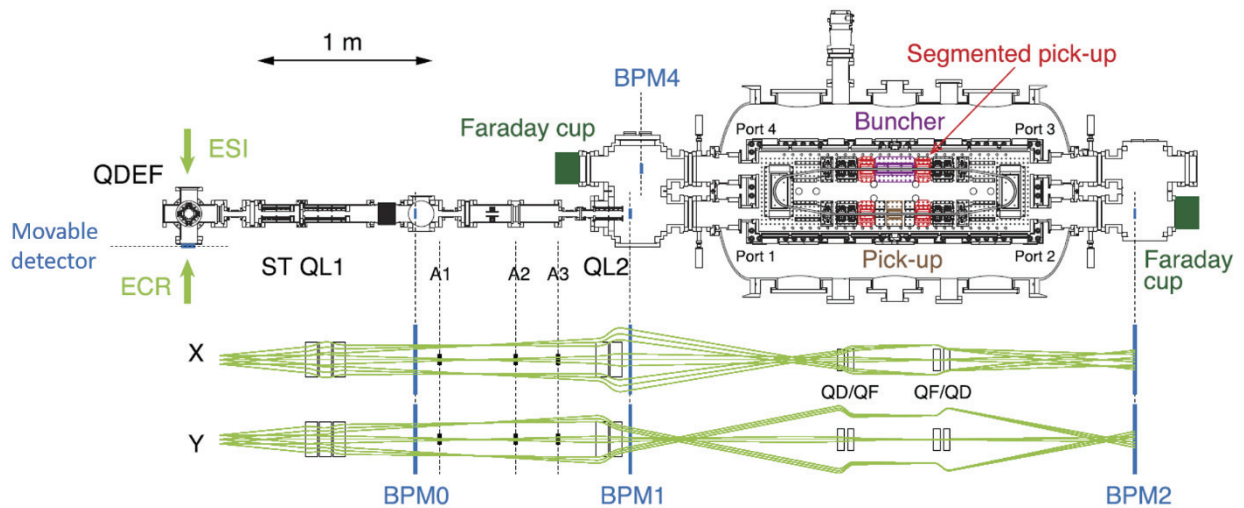 1 m
Segmented pick-up
BPM4
Faraday cup
Buncher
Port 4
Port 3
ESI
QDEF
Movable
detector
ECR
ST QL1
A1
A2
A3
QL2
Port 1
Pick-up
Port 2
Faraday
cup
X
QD/QF
QF/QD
Y
BPM0
BPM1
BPM2